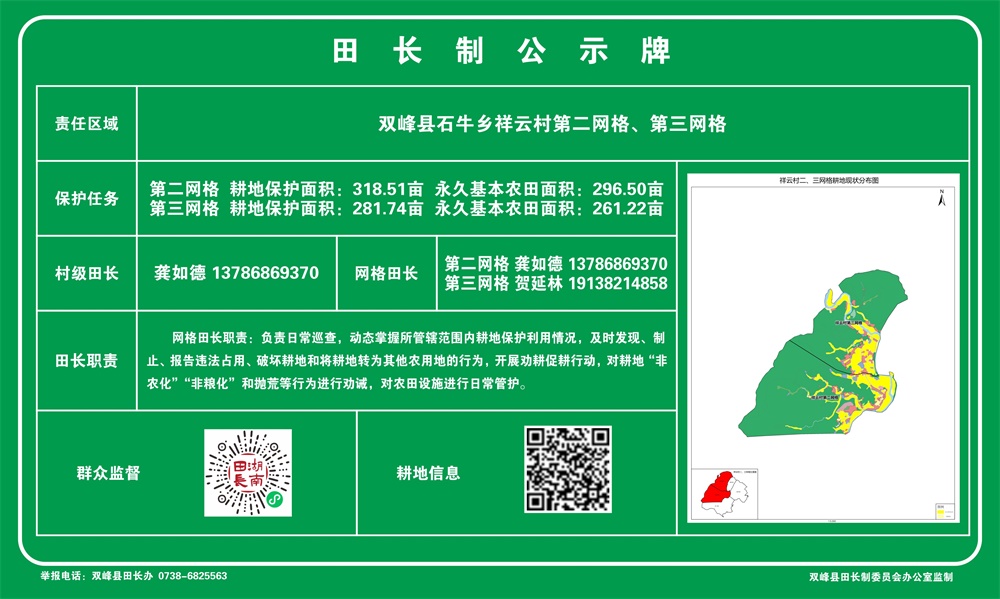 田长制公示牌
责任区域
双峰县石牛乡祥云村第二网格、第三网格
保护任务
第二网格 耕地保护面积：318.51亩 永久基本农田面积：296.50亩
第三网格 耕地保护面积：281.74亩 永久基本农田面积：261.22亩
村级田长
龚如德 13786869370
网格田长
第二网格 龚如德 13786869370
第三网格 贺延林 19138214858
田长职责
网格田长职责：负责日常巡查，动态掌握所管辖范围内耕地保护利用情况，及时发现、制
止、报告违法占用、破坏耕地和将耕地转为其他农用地的行为，开展劝耕促耕行动，对耕地“非
农化”“非粮化”和抛荒等行为进行劝诫，对农田设施进行日常管护。
群众监督
湖南
田長
耕地信息
祥云村二、三网格耕地现状分布图
N
举报电话：双峰县田长办 0738-6825563
双峰县田长制委员会办公室监制